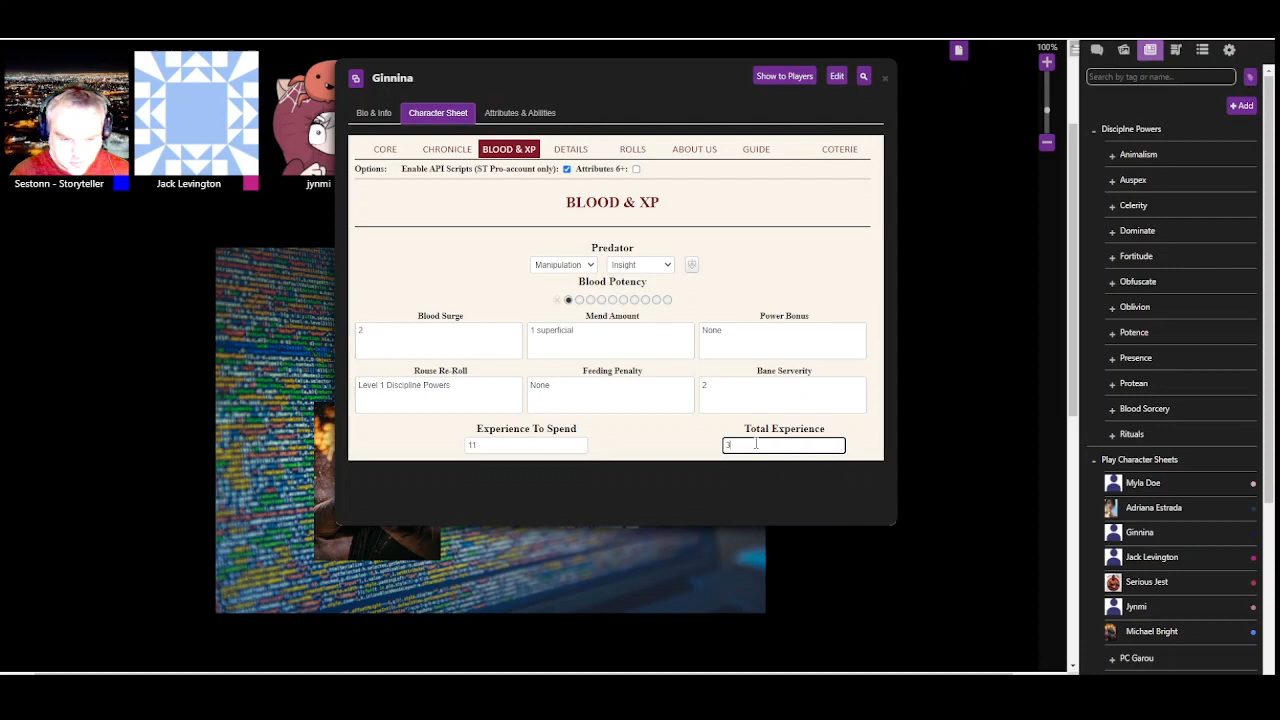 100%
Ginnina
Show to Players
Edit
Bio & Info
Character Sheet
Attributes & Abilities
CORE
CHRONICLE
BLOOD & XP
DETAILS
ROLLS
ABOUT US
GUIDE
COTERIE
Options:
Enable API Scripts (ST Pro-account only):
Attributes 6+:
BLOOD & XP
Predator
Manipulation
Insight
Blood Potency
Blood Surge
Mend Amount
Power Bonus
2
1 superficial
None
Rouse Re-Roll
Feeding Penalty
Bane Serverity
Level 1 Discipline Powers
None
2
Experience To Spend
Total Experience
11
3
Sestonn - Storyteller
Jack Levington
jynmi
Search by tag or name...
+ Add
Discipline Powers
Animalism
Auspex
Celerity
Dominate
Fortitude
Obfuscate
Oblivion
Potence
Presence
Protean
Blood Sorcery
Rituals
Play Character Sheets
Myla Doe
Adriana Estrada
Ginnina
Jack Levington
Serious Jest
Jynmi
Michael Bright
PC Garou